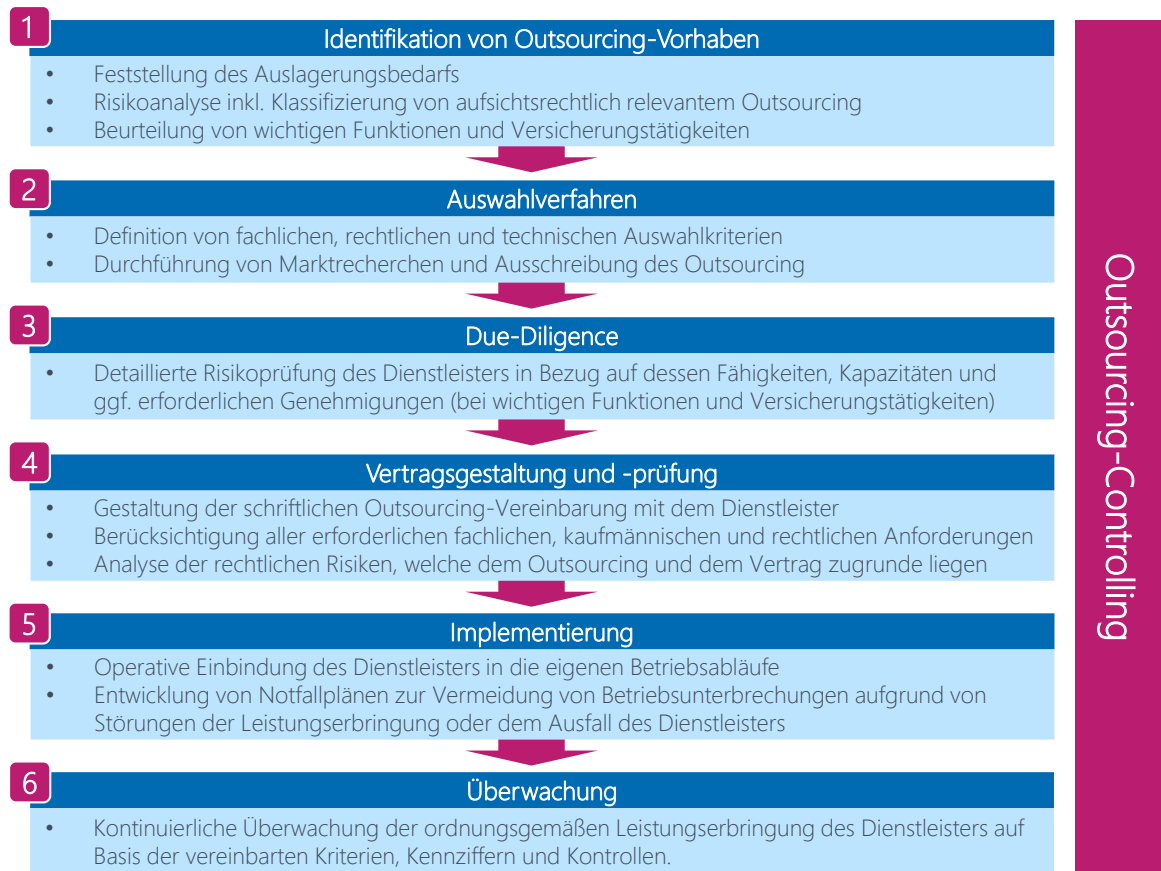 1
Identifikation von Outsourcing-Vorhaben
• Feststellung des Auslagerungsbedarfs
• Risikoanalyse inkl. Klassifizierung von aufsichtsrechtlich relevantem Outsourcing
• Beurteilung von wichtigen Funktionen und Versicherungstätigkeiten
2
Auswahlverfahren
• Definition von fachlichen, rechtlichen und technischen Auswahlkriterien
• Durchführung von Marktrecherchen und Ausschreibung des Outsourcing
3
Due-Diligence
• Detaillierte Risikoprüfung des Dienstleisters in Bezug auf dessen Fähigkeiten, Kapazitäten und
ggf. erforderlichen Genehmigungen (bei wichtigen Funktionen und Versicherungstätigkeiten)
4
Vertragsgestaltung und -prüfung
• Gestaltung der schriftlichen Outsourcing-Vereinbarung mit dem Dienstleister
• Berücksichtigung aller erforderlichen fachlichen, kaufmännischen und rechtlichen Anforderungen
• Analyse der rechtlichen Risiken, welche dem Outsourcing und dem Vertrag zugrunde liegen
5
Implementierung
• Operative Einbindung des Dienstleisters in die eigenen Betriebsabläufe
• Entwicklung von Notfallplänen zur Vermeidung von Betriebsunterbrechungen aufgrund von
Störungen der Leistungserbringung oder dem Ausfall des Dienstleisters
6
Überwachung
• Kontinuierliche Überwachung der ordnungsgemäßen Leistungserbringung des Dienstleisters auf
Basis der vereinbarten Kriterien, Kennziffern und Kontrollen.
Outsourcing-Controlling